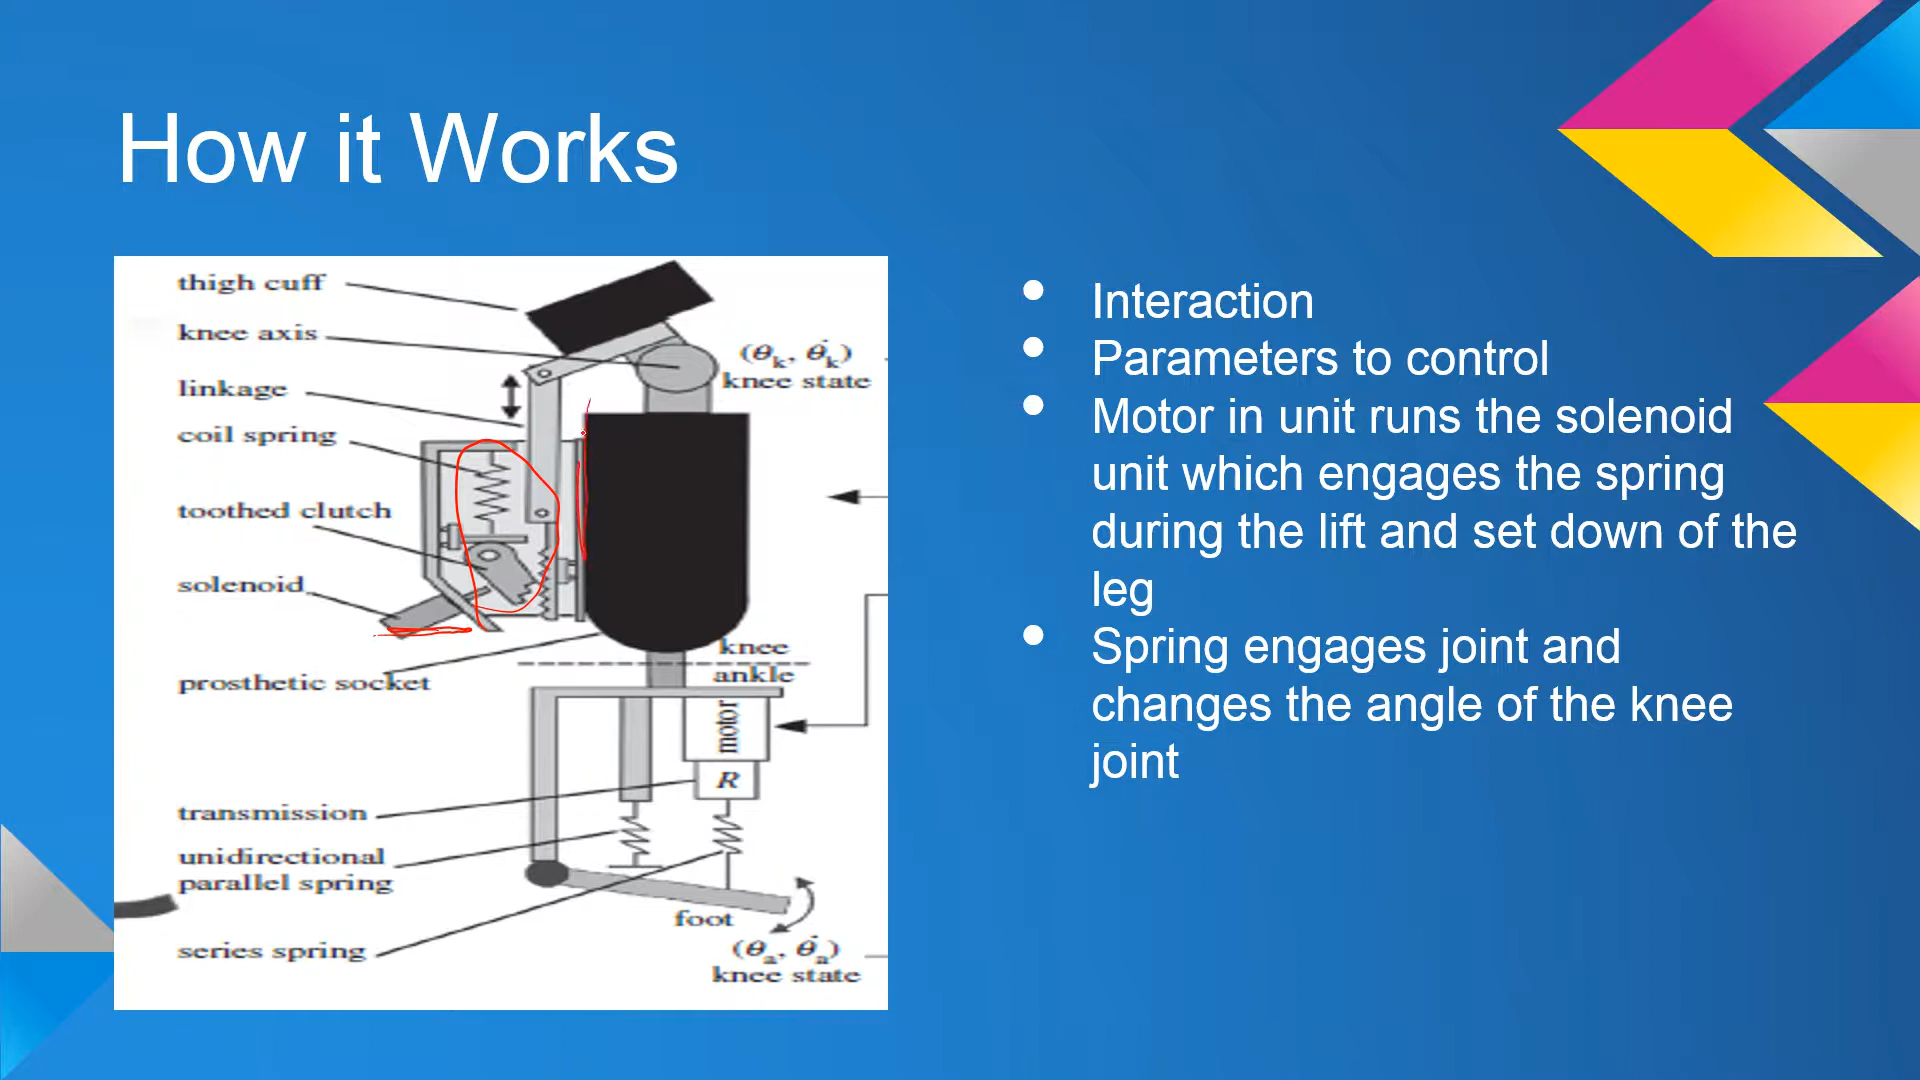 How it Works
thigh cuff
knee axis
(θk, θ̇k)
knee state
linkage
coil spring
toothed clutch
solenoid
knee
ankle
prosthetic socket
motor
R
transmission
unidirectional
parallel spring
foot
series spring
(θa, θ̇a)
knee state
• Interaction
• Parameters to control
• Motor in unit runs the solenoid
unit which engages the spring
during the lift and set down of the
leg
• Spring engages joint and
changes the angle of the knee
joint